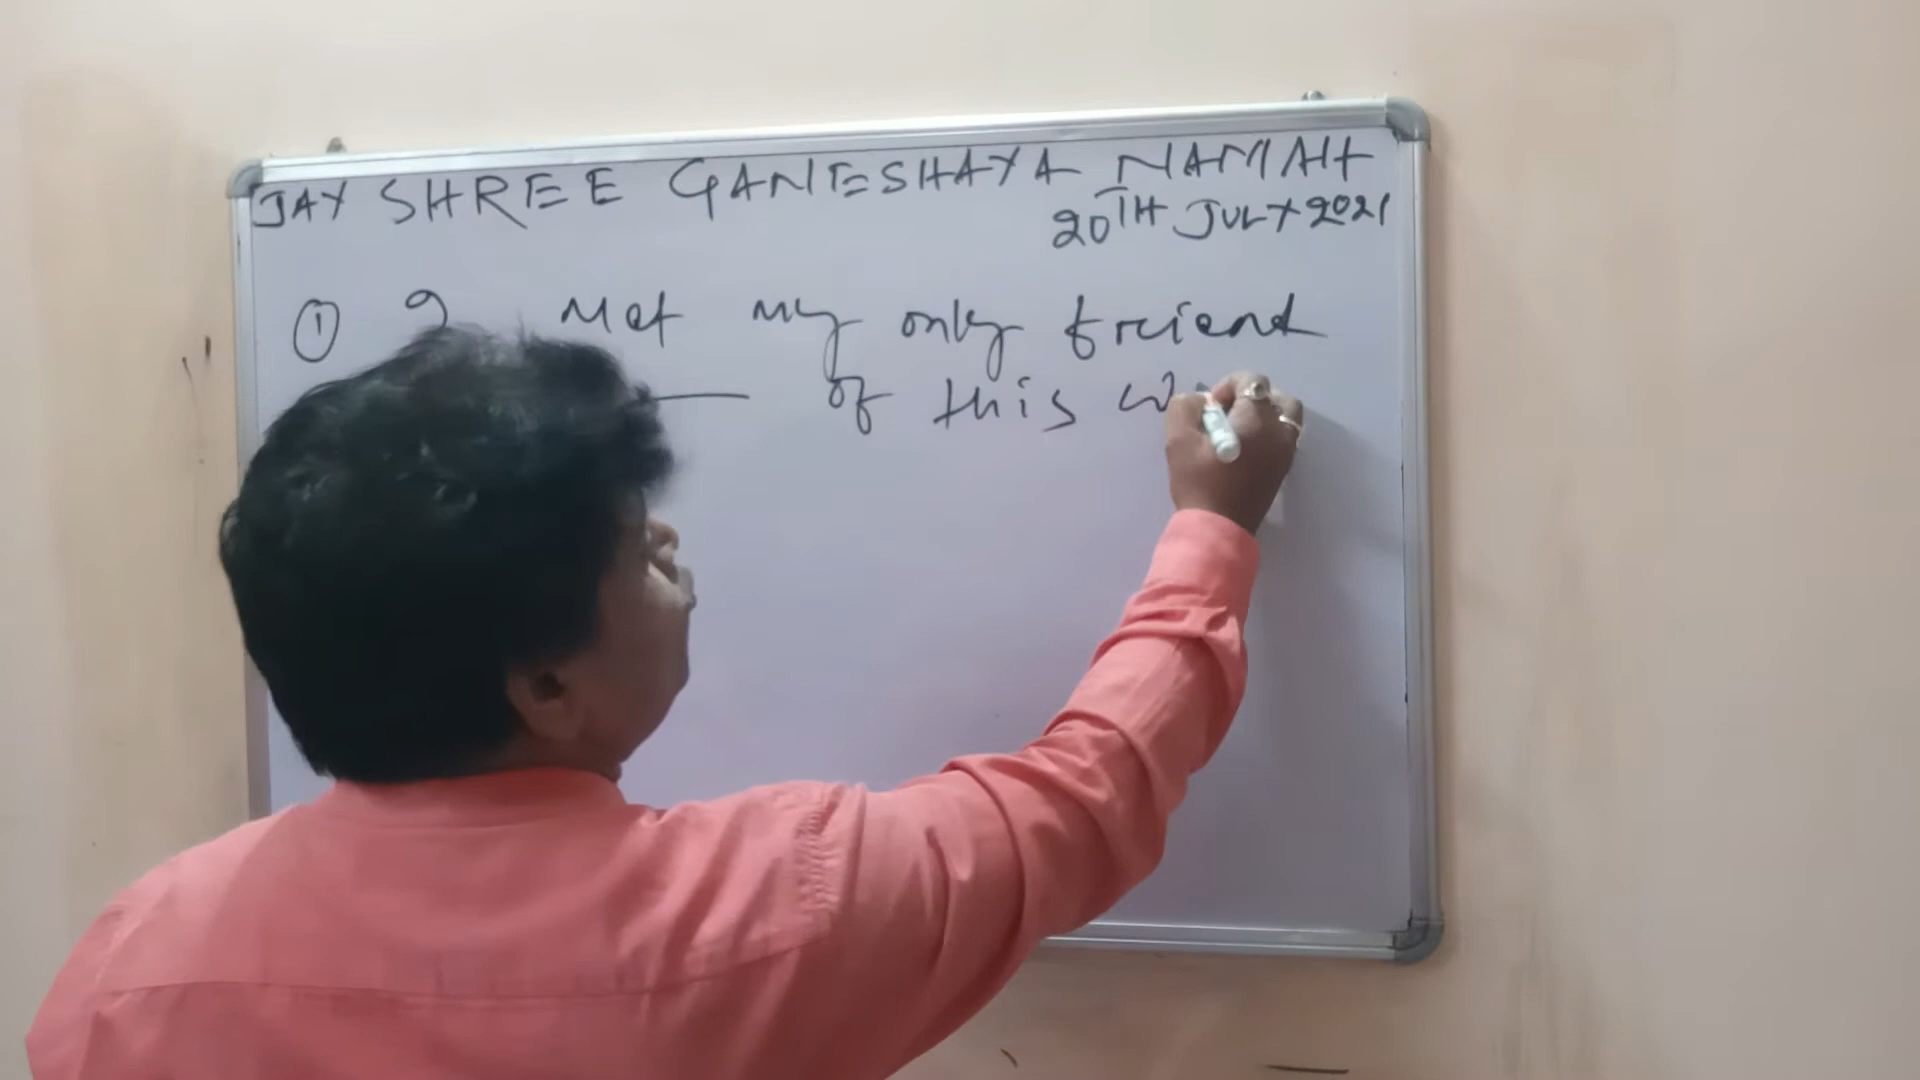 JAY SHREE GANESHAYA NAMAH
20TH JULY 2021
① I met my only friend
of this